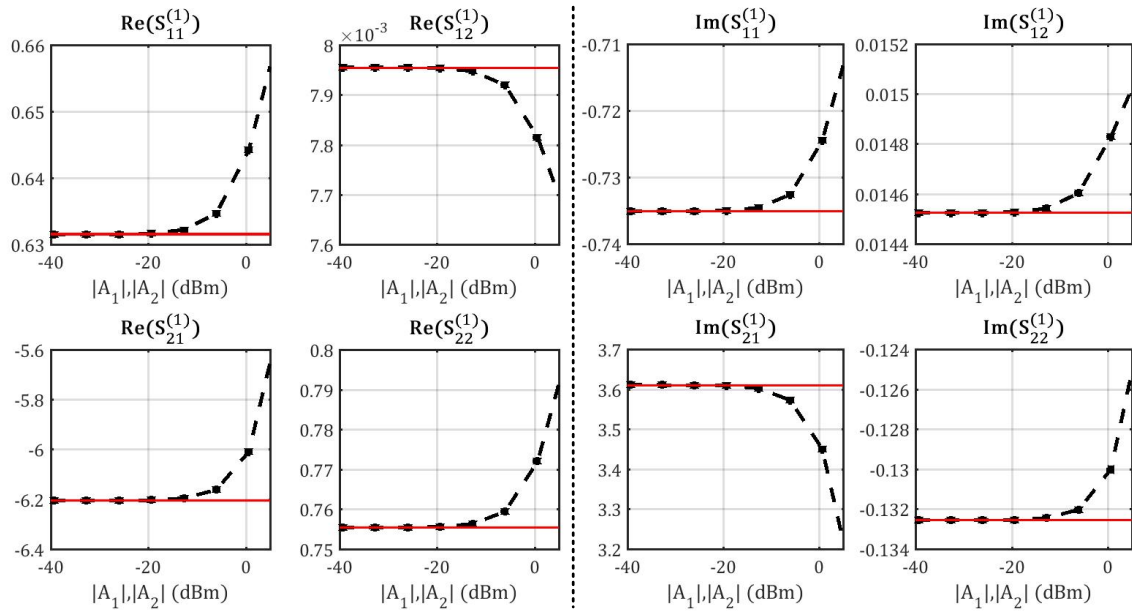 Re(S₁₁⁽¹⁾)
0.66
0.65
0.64
0.63
-40 -20 0
|A₁|,|A₂| (dBm)
Re(S₁₂⁽¹⁾)
× 10⁻³
8
7.9
7.8
7.7
7.6
-40 -20 0
|A₁|,|A₂| (dBm)
Im(S₁₁⁽¹⁾)
-0.71
-0.72
-0.73
-0.74
-40 -20 0
|A₁|,|A₂| (dBm)
Im(S₁₂⁽¹⁾)
0.0152
0.015
0.0148
0.0146
0.0144
-40 -20 0
|A₁|,|A₂| (dBm)
Re(S₂₁⁽¹⁾)
-5.6
-5.8
-6
-6.2
-6.4
-40 -20 0
|A₁|,|A₂| (dBm)
Re(S₂₂⁽¹⁾)
0.8
0.79
0.78
0.77
0.76
0.75
-40 -20 0
|A₁|,|A₂| (dBm)
Im(S₂₁⁽¹⁾)
3.7
3.6
3.5
3.4
3.3
3.2
-40 -20 0
|A₁|,|A₂| (dBm)
Im(S₂₂⁽¹⁾)
-0.124
-0.126
-0.128
-0.13
-0.132
-0.134
-40 -20 0
|A₁|,|A₂| (dBm)